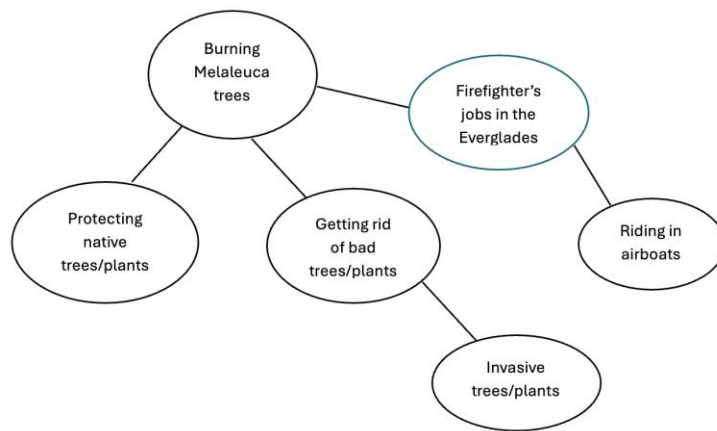 Burning
Melaleuca
trees
Firefighter's
jobs in the
Everglades
Protecting
native
trees/plants
Getting rid
of bad
trees/plants
Riding in
airboats
Invasive
trees/plants